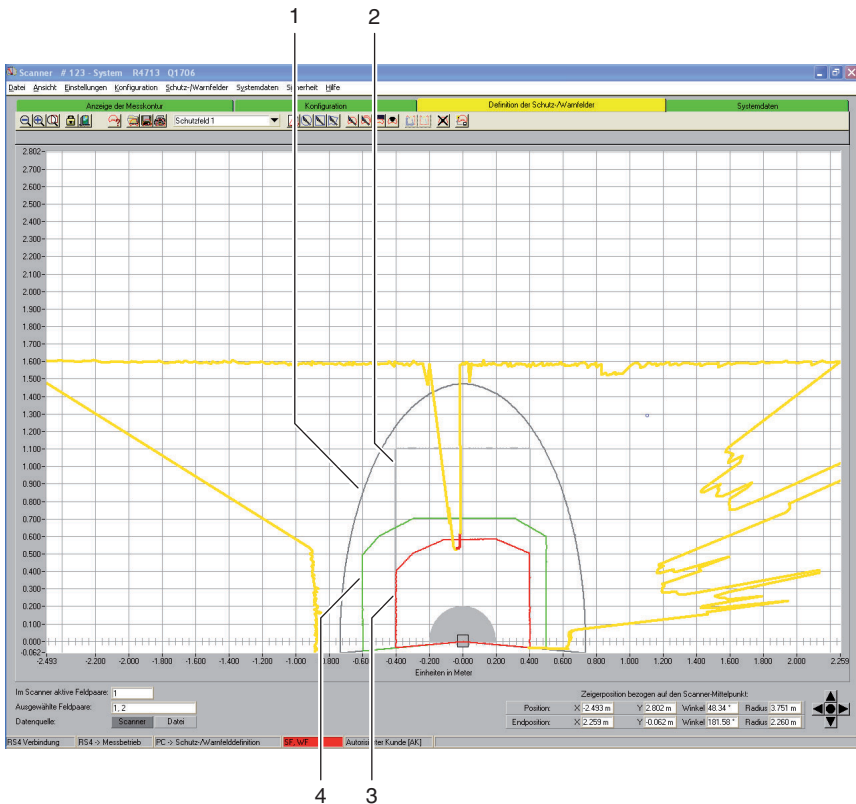 1 2
Scanner # 123 - System R4713 Q1706
Datei Ansicht Einstellungen Konfiguration Schutz-/Warnfelder Systemdaten Sicherheit Hilfe
Anzeige der Messkontur Konfiguration Definition der Schutz-/Warnfelder Systemdaten
Schutzfeld 1
2.802
2.700
2.600
2.500
2.400
2.300
2.200
2.100
2.000
1.900
1.800
1.700
1.600
1.500
1.400
1.300
1.200
1.100
1.000
0.900
0.800
0.700
0.600
0.500
0.400
0.300
0.200
0.100
0.000
-0.062
-2.493 -2.200 -2.000 -1.800 -1.600 -1.400 -1.200 -1.000 -0.800 -0.600 -0.400 -0.200 -0.000 0.200 0.400 0.600 0.800 1.000 1.200 1.400 1.600 1.800 2.000 2.259
Einheiten in Meter
Im Scanner aktive Feldpaare: 1
Ausgewählte Feldpaare: 1, 2
Datenquelle: Scanner Datei
Zeigerposition bezogen auf den Scanner-Mittelpunkt:
Position: X -2.493 m Y 2.802 m Winkel 48.34 ° Radius 3.751 m
Endposition: X 2.259 m Y -0.062 m Winkel 181.58 ° Radius 2.260 m
RS4 Verbindung RS4 -> Messbetrieb PC -> Schutz-/Warnfelddefinition SF, WF Autorisierter Kunde [AK]
4 3